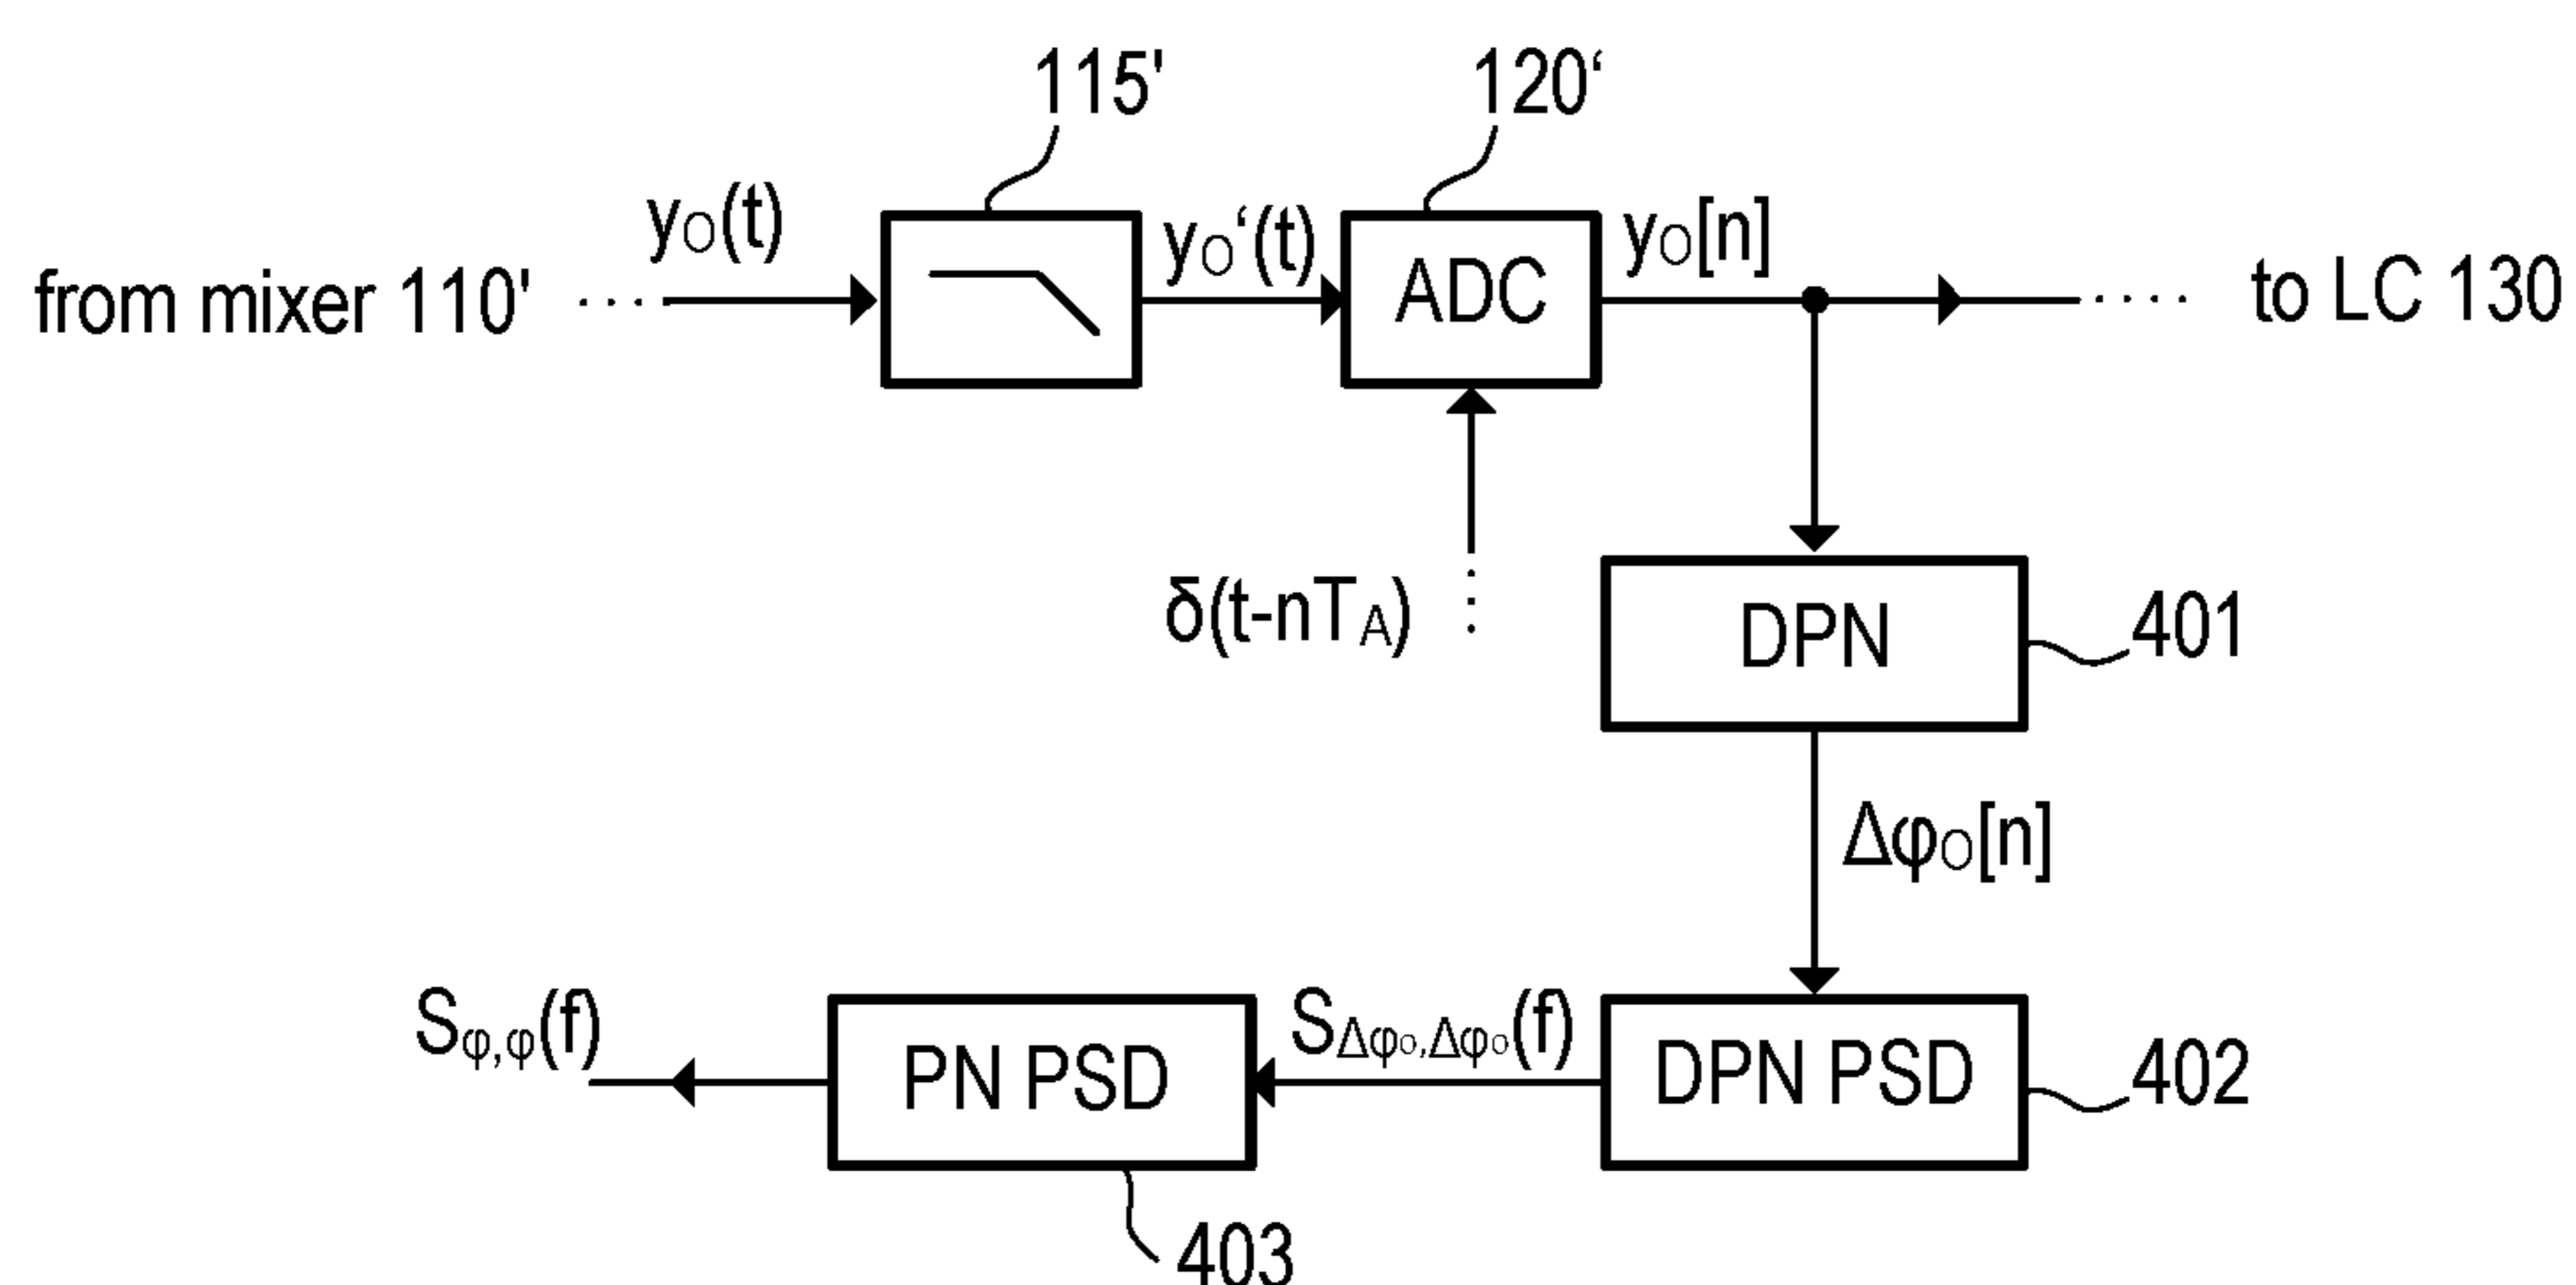 115'
120‘
yO(t)
yO‘(t)
yO[n]
from mixer 110'
ADC
to LC 130
δ(t-nTA)
DPN
401
ΔφO[n]
Sφ,φ(f)
PN PSD
SΔφO,ΔφO(f)
DPN PSD
402
403